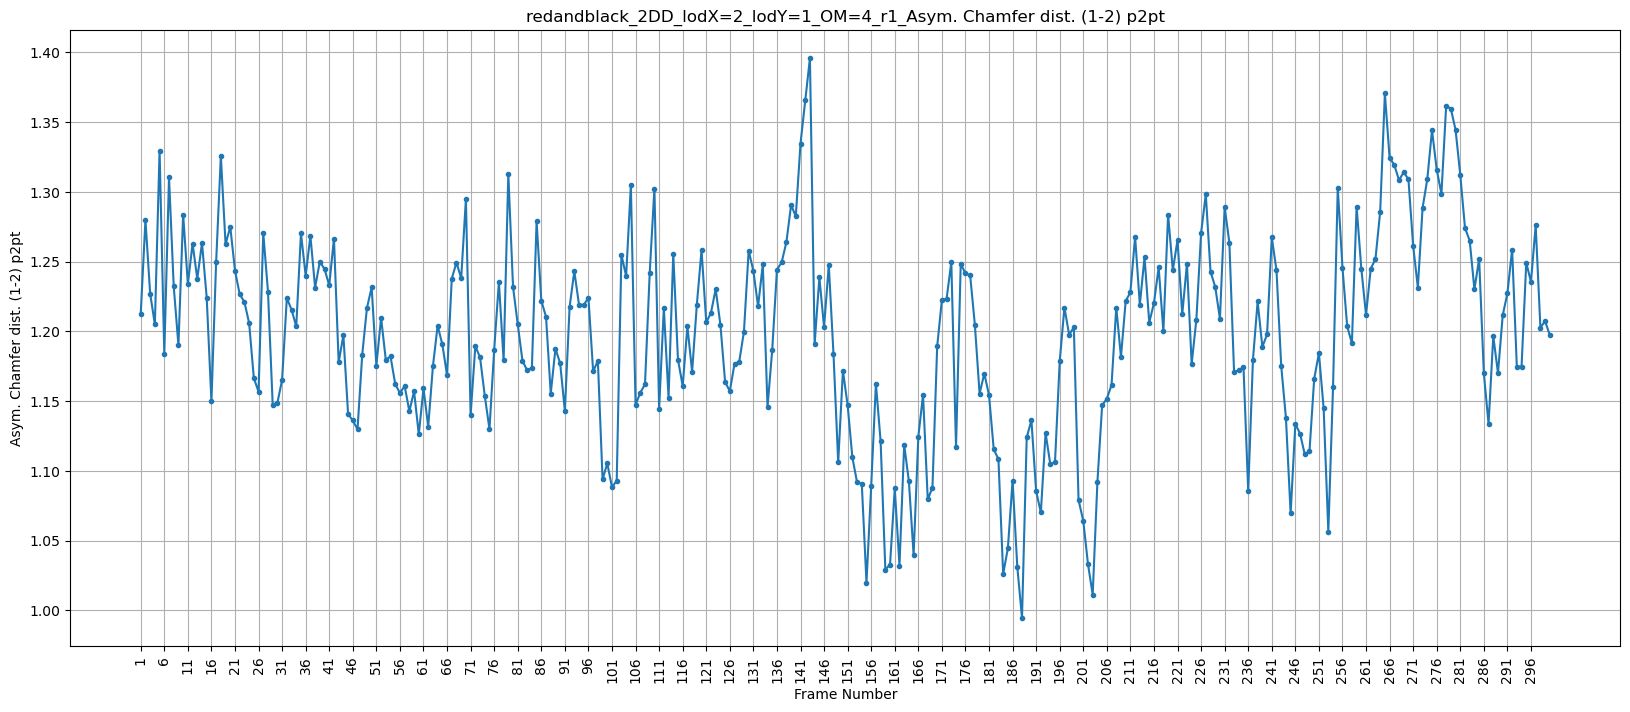 redandblack_2DD_lodX=2_lodY=1_OM=4_r1_Asym. Chamfer dist. (1-2) p2pt
Asym. Chamfer dist. (1-2) p2pt
1.40
1.35
1.30
1.25
1.20
1.15
1.10
1.05
1.00
1 6 11 16 21 26 31 36 41 46 51 56 61 66 71 76 81 86 91 96 101 106 111 116 121 126 131 136 141 146 151 156 161 166 171 176 181 186 191 196 201 206 211 216 221 226 231 236 241 246 251 256 261 266 271 276 281 286 291 296
Frame Number